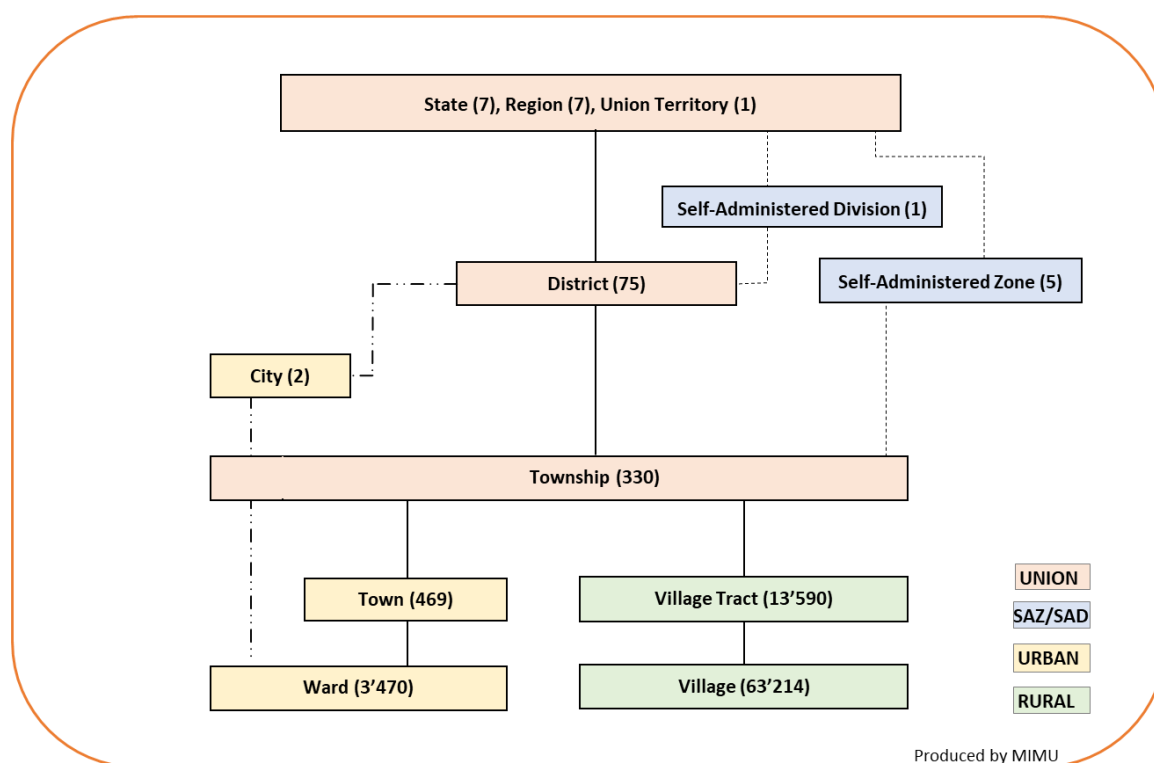 State (7), Region (7), Union Territory (1)
Self-Administered Division (1)
District (75)
Self-Administered Zone (5)
City (2)
Township (330)
Town (469)
Village Tract (13’590)
Ward (3’470)
Village (63’214)
UNION
SAZ/SAD
URBAN
RURAL
Produced by MIMU